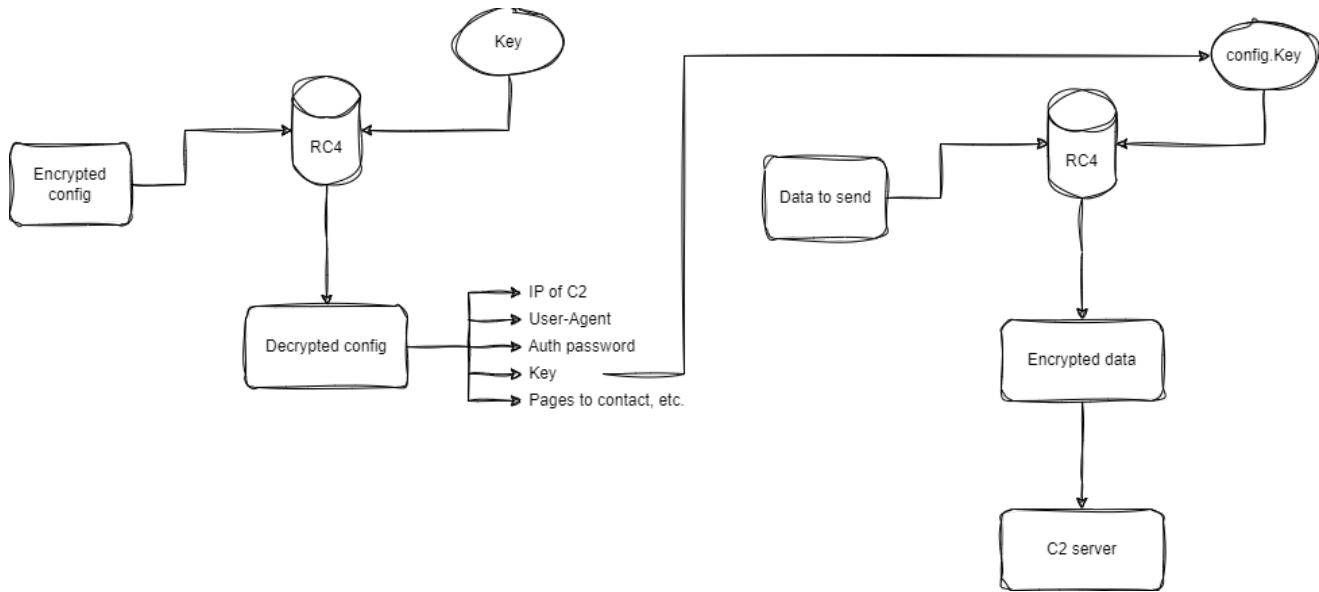 Key
RC4
Encrypted
config
Decrypted config
IP of C2
User-Agent
Auth password
Key
Pages to contact, etc.
config.Key
RC4
Data to send
Encrypted data
C2 server